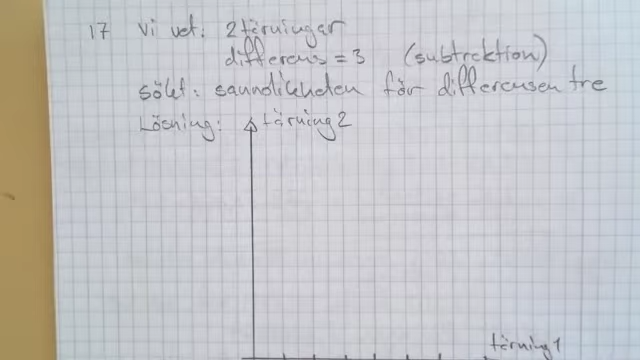 17 Vi vet: 2 tärningar
differens = 3 (subtraktion)
sökt: sannolikheten för differensen tre
Lösning: tärning 2
tärning 1